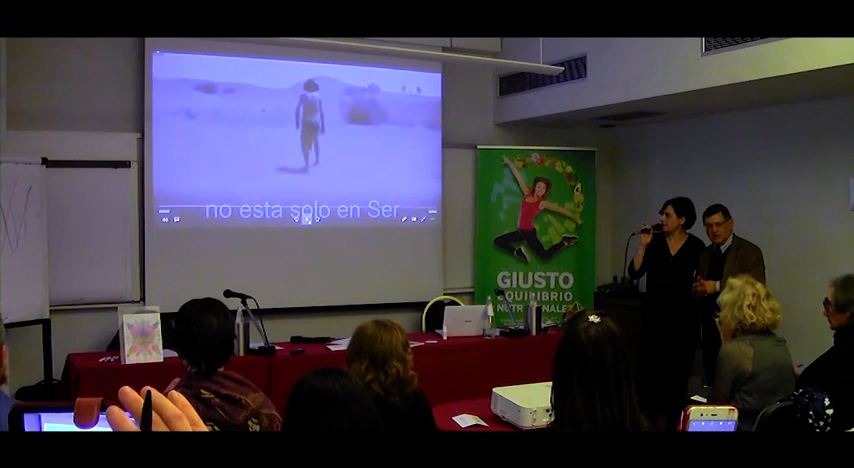 no esta solo en Ser
GIUSTO
EQUILIBRIO
NUTRIZIONALE